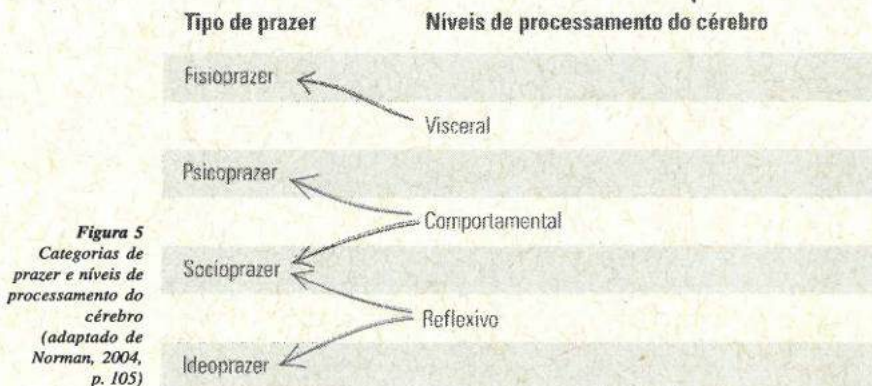 Tipo de prazer
Níveis de processamento do cérebro
Fisioprazer
Visceral
Psicoprazer
Comportamental
Socioprazer
Reflexivo
Ideoprazer
Figura 5
Categorias de
prazer e níveis de
processamento do
cérebro
(adaptado de
Norman, 2004,
p. 105)